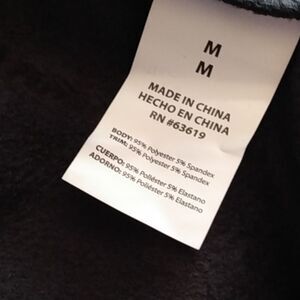 M
M
MADE IN CHINA
HECHO EN CHINA
RN #63619
BODY: 95% Polyester 5% Spandex
TRIM: 95% Polyester 5% Spandex
CUERPO: 95% Poliéster 5% Elastano
ADORNO: 95% Poliéster 5% Elastano